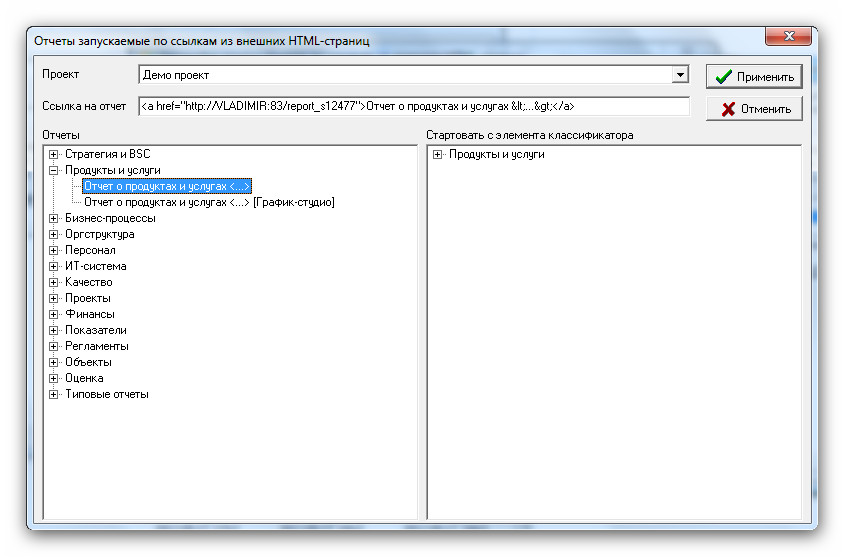 Отчеты запускаемые по ссылкам из внешних HTML-страниц
Проект
Демо проект
Применить
Ссылка на отчет
<a href="http://VLADIMIR:83/report_s12477">Отчет о продуктах и услугах &lt;...&gt;</a>
Отменить
Отчеты
Стратегия и BSC
Продукты и услуги
Отчет о продуктах и услугах <...>
Отчет о продуктах и услугах <...> [График-студио]
Бизнес-процессы
Оргструктура
Персонал
ИТ-система
Качество
Проекты
Финансы
Показатели
Регламенты
Объекты
Оценка
Типовые отчеты
Стартовать с элемента классификатора
Продукты и услуги